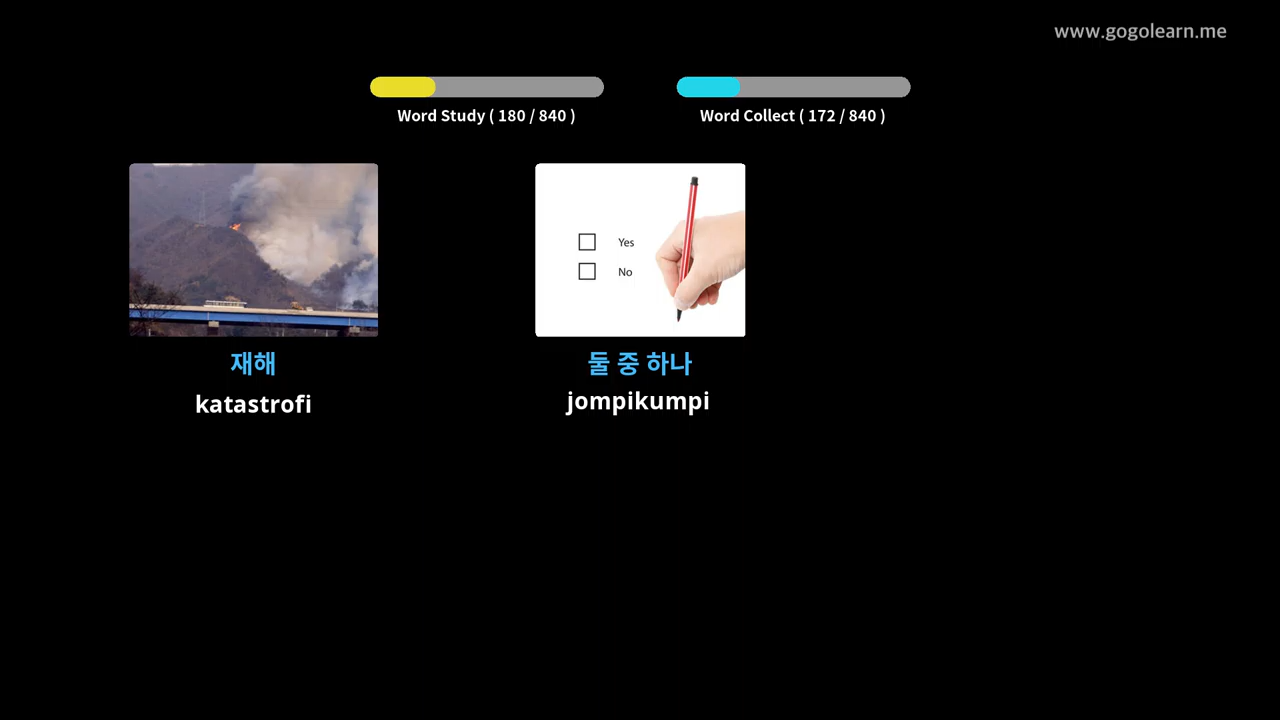 www.gogolearn.me
Word Study ( 180 / 840 )
Word Collect ( 172 / 840 )
Yes
No
재해
katastrofi
둘 중 하나
jompikumpi